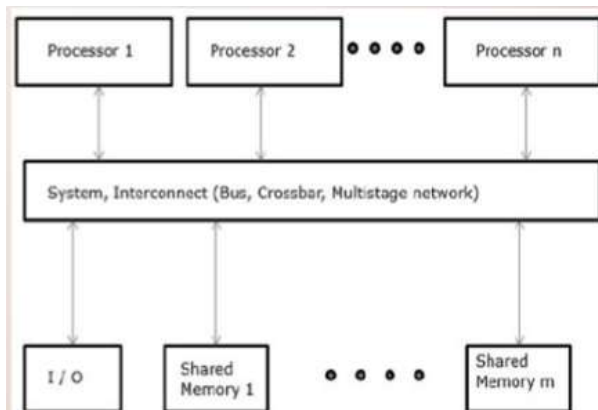 Processor 1
Processor 2
Processor n
System, Interconnect (Bus, Crossbar, Multistage network)
I / O
Shared
Memory 1
Shared
Memory m